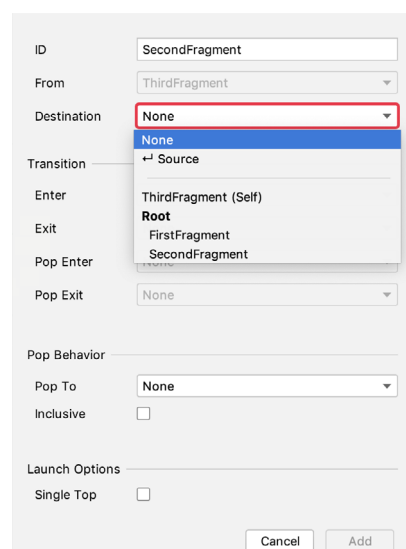 ID SecondFragment
From ThirdFragment
Destination None
None
↵ Source
Transition
ThirdFragment (Self)
Enter
Root
Exit
FirstFragment
SecondFragment
Pop Enter None
Pop Exit None
Pop Behavior
Pop To None
Inclusive
Launch Options
Single Top
Cancel Add